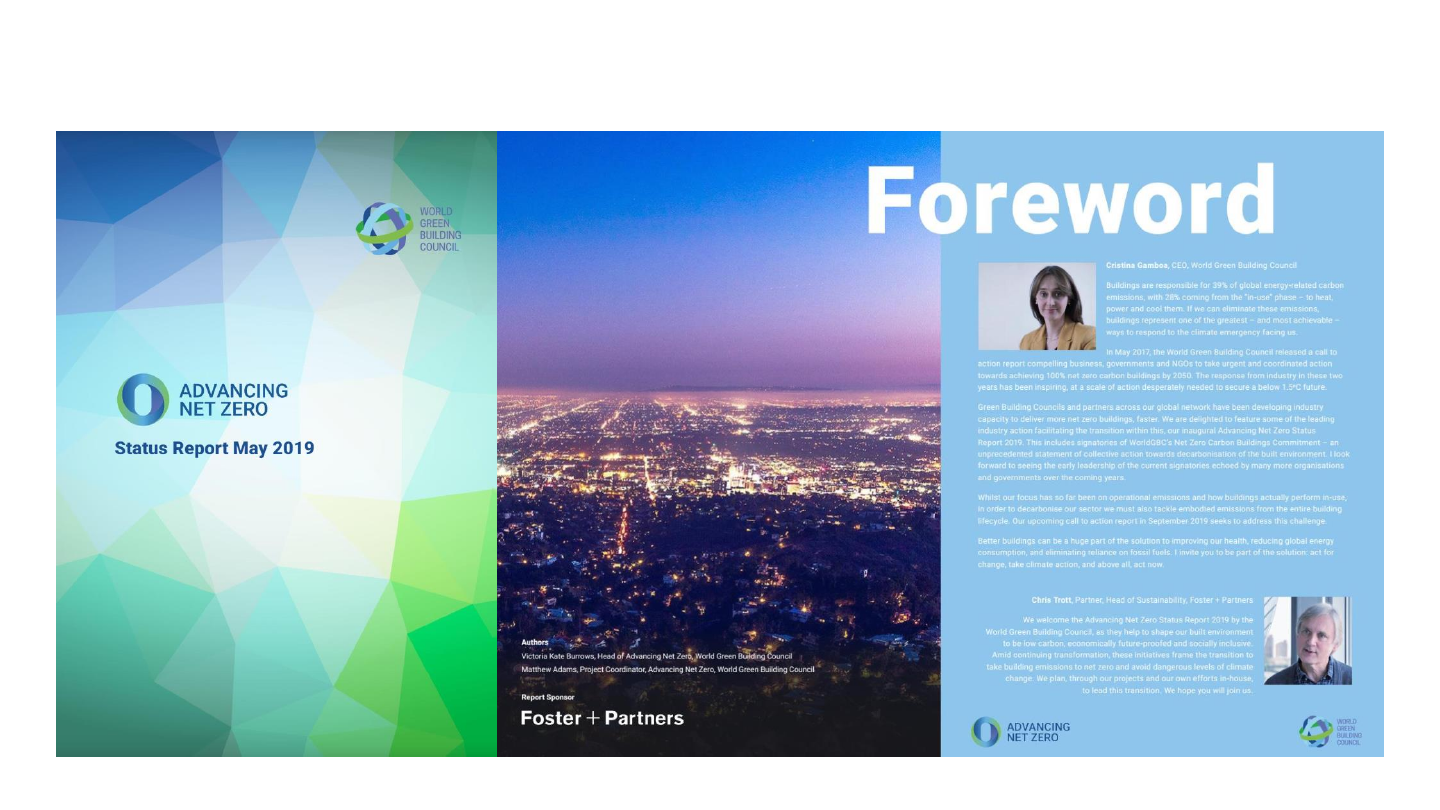 WORLD
GREEN
BUILDING
COUNCIL
ADVANCING
NET ZERO
Status Report May 2019
Authors
Victoria Kate Burrows, Head of Advancing Net Zero, World Green Building Council
Matthew Adams, Project Coordinator, Advancing Net Zero, World Green Building Council
Report Sponsor
Foster + Partners
Foreword
Cristina Gamboa, CEO, World Green Building Council
Buildings are responsible for 39% of global energy-related carbon
emissions, with 28% coming from the "in-use" phase – to heat,
power and cool them. If we can eliminate these emissions,
buildings represent one of the greatest – and most achievable –
ways to respond to the climate emergency facing us.
In May 2017, the World Green Building Council released a call to
action report compelling business, governments and NGOs to take urgent and coordinated action
towards achieving 100% net zero carbon buildings by 2050. The response from industry in these two
years has been inspiring, at a scale of action desperately needed to secure a below 1.5°C future.
Green Building Councils and partners across our global network have been developing industry
capacity to deliver more net zero buildings, faster. We are delighted to feature some of the leading
industry action facilitating the transition within this, our inaugural Advancing Net Zero Status
Report 2019. This includes signatories of WorldGBC's Net Zero Carbon Buildings Commitment – an
unprecedented statement of collective action towards decarbonisation of the built environment. I look
forward to seeing the early leadership of the current signatories echoed by many more organisations
and governments over the coming years.
Whilst our focus has so far been on operational emissions and how buildings actually perform in-use,
in order to decarbonise our sector we must also tackle embodied emissions from the entire building
lifecycle. Our upcoming call to action report in September 2019 seeks to address this challenge.
Better buildings can be a huge part of the solution to improving our health, reducing global energy
consumption, and eliminating reliance on fossil fuels. I invite you to be part of the solution: act for
change, take climate action, and above all, act now.
Chris Trott, Partner, Head of Sustainability, Foster + Partners
We welcome the Advancing Net Zero Status Report 2019 by the
World Green Building Council, as they help to shape our built environment
to be low carbon, economically future-proofed and socially inclusive.
Amid continuing transformation, these initiatives frame the transition to
take building emissions to net zero and avoid dangerous levels of climate
change. We plan, through our projects and our own efforts in-house,
to lead this transition. We hope you will join us.
ADVANCING
NET ZERO
WORLD
GREEN
BUILDING
COUNCIL